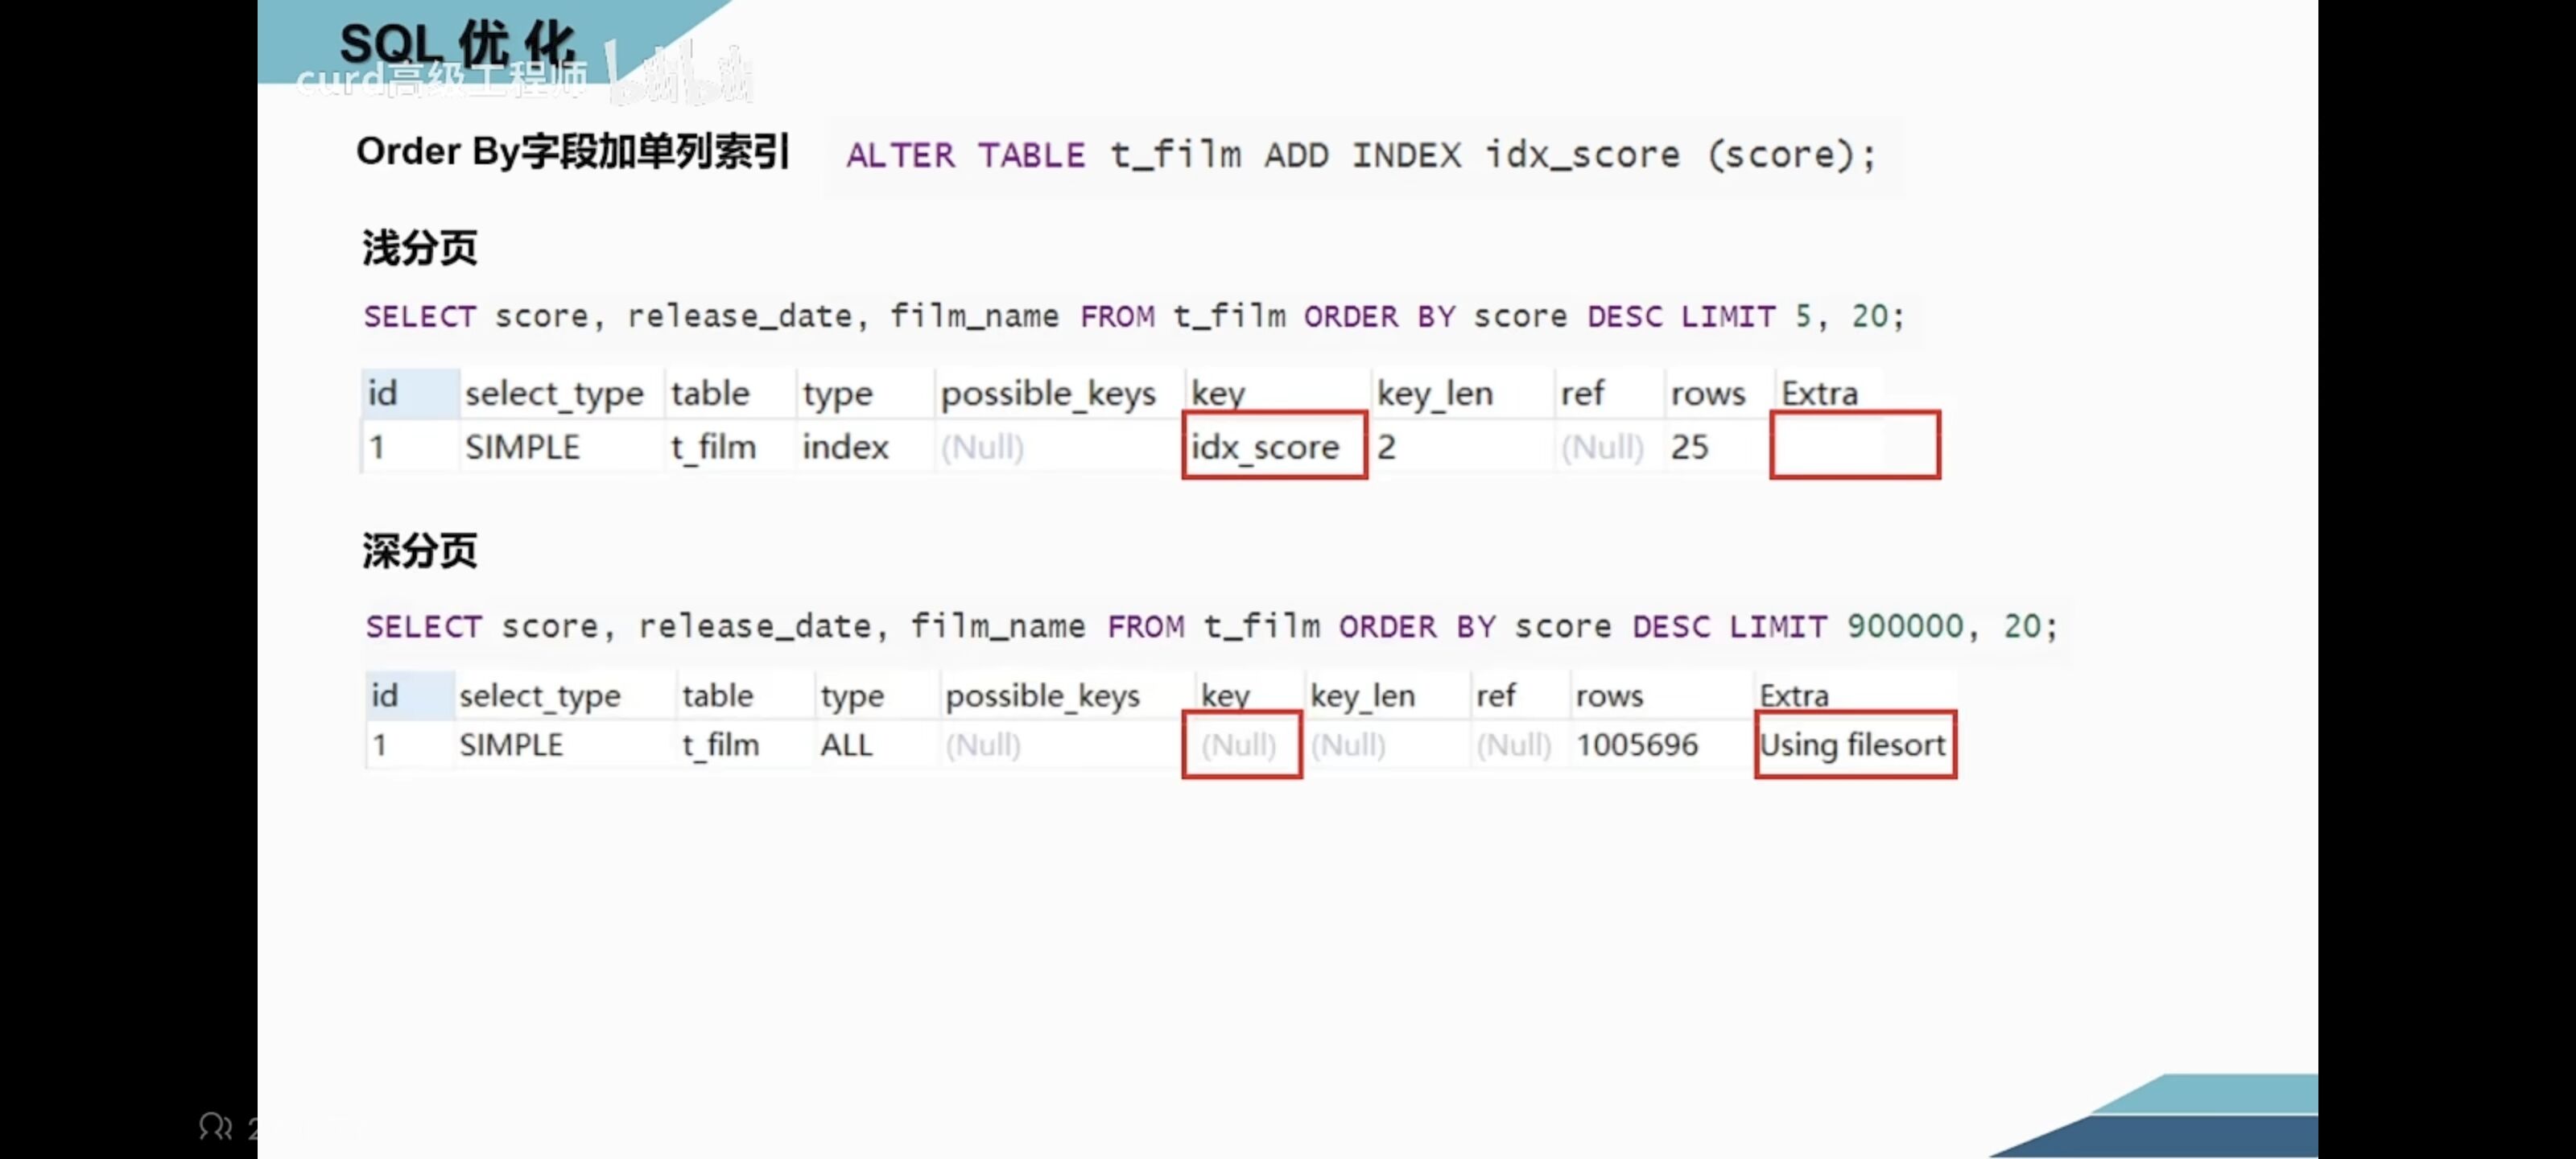 SQL 优 化
curd高级工程师 bilibili
Order By字段加单列索引 ALTER TABLE t_film ADD INDEX idx_score (score);
浅分页
SELECT score, release_date, film_name FROM t_film ORDER BY score DESC LIMIT 5, 20;
id select_type table type possible_keys key key_len ref rows Extra
1 SIMPLE t_film index (Null) idx_score 2 (Null) 25
深分页
SELECT score, release_date, film_name FROM t_film ORDER BY score DESC LIMIT 900000, 20;
id select_type table type possible_keys key key_len ref rows Extra
1 SIMPLE t_film ALL (Null) (Null) (Null) (Null) 1005696 Using filesort